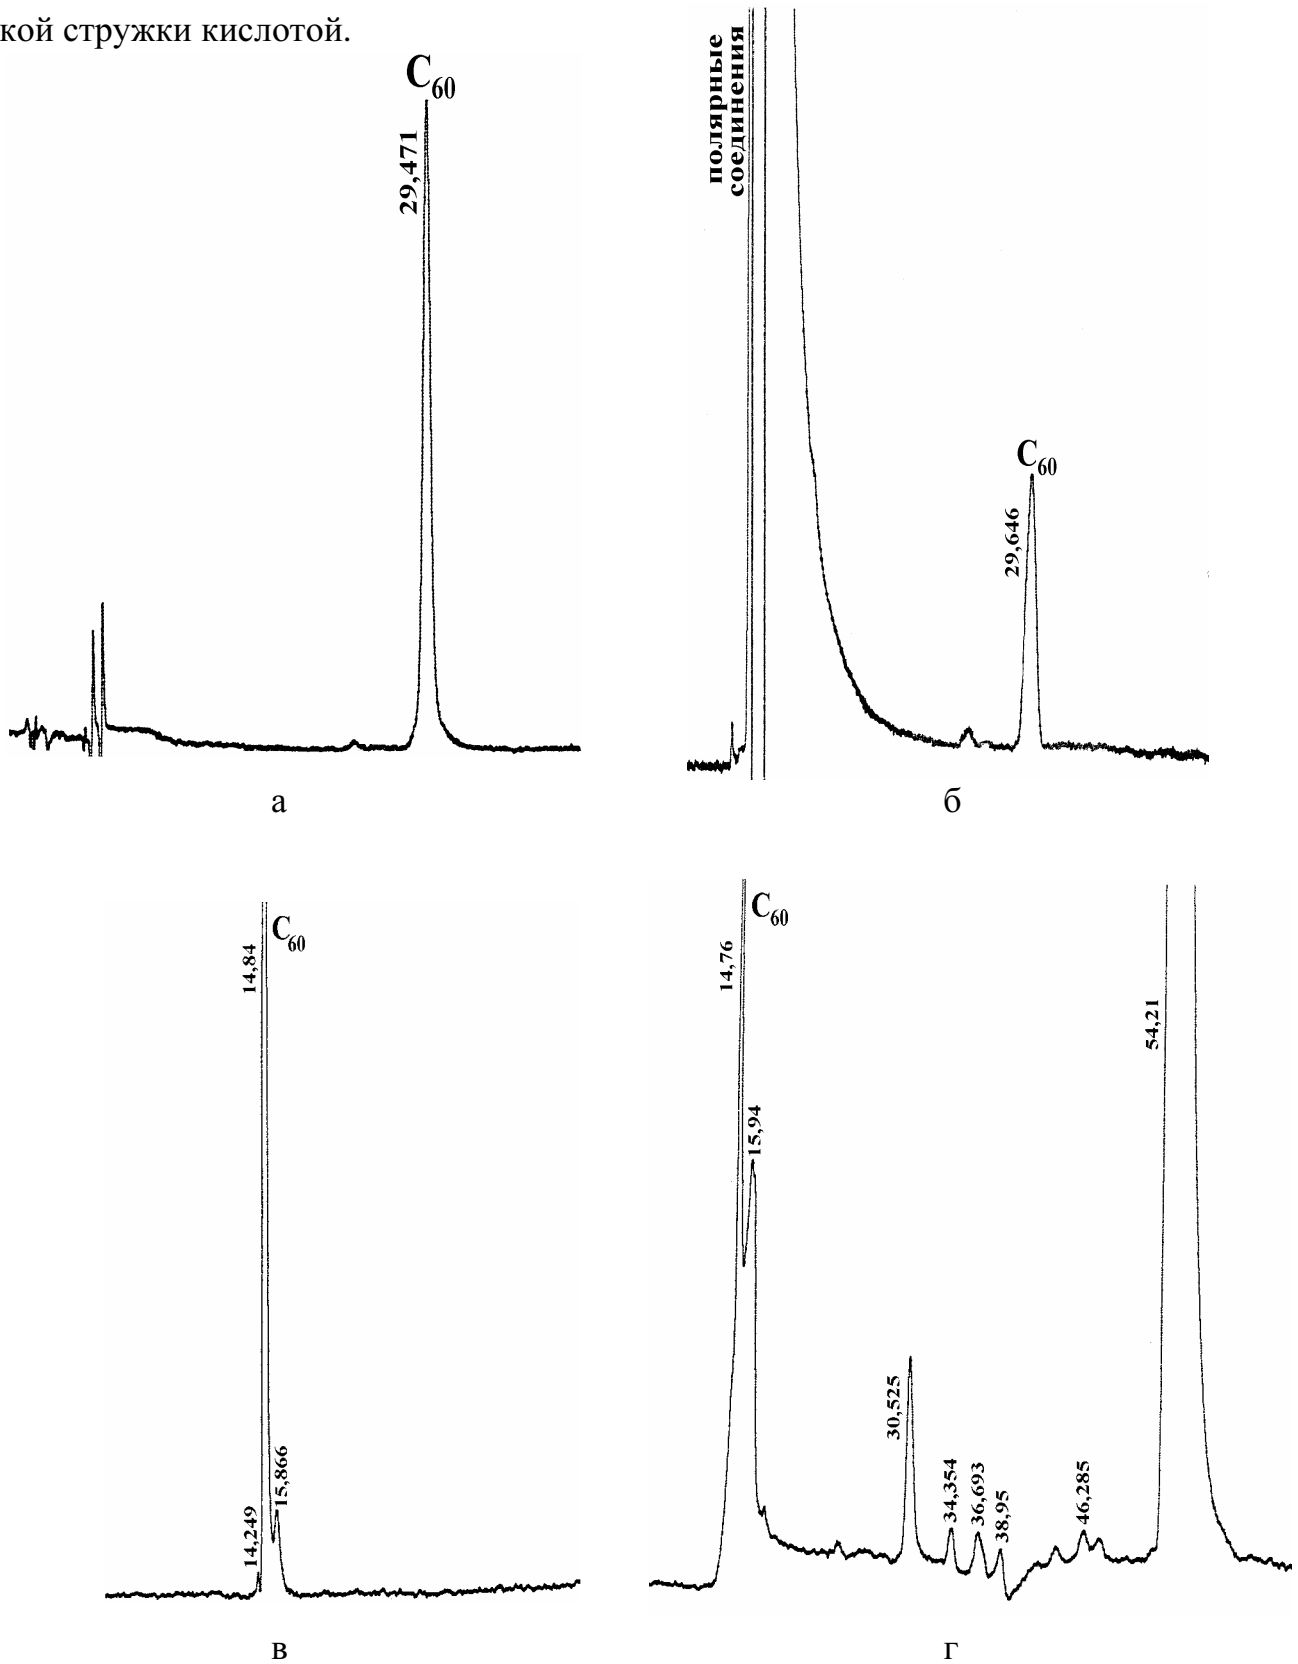 кой стружки кислотой.
C60
29,471
а
полярные
соединения
C60
29,646
б
C60
14,84
14,249
15,866
в
C60
14,76
15,94
30,525
34,354
36,693
38,95
46,285
54,21
г